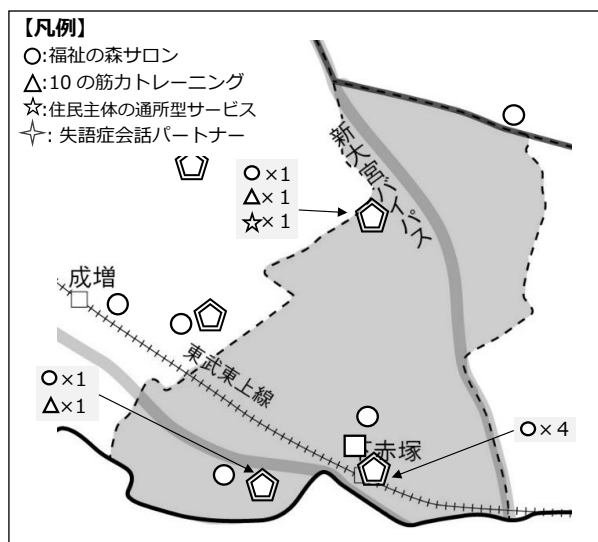 【凡例】
○:福祉の森サロン
△:10 の筋力トレーニング
☆:住民主体の通所型サービス
✧: 失語症会話パートナー
新大宮バイパス
○×1
△×1
☆×1
成増
東武東上線
○×1
△×1
○×4
赤塚